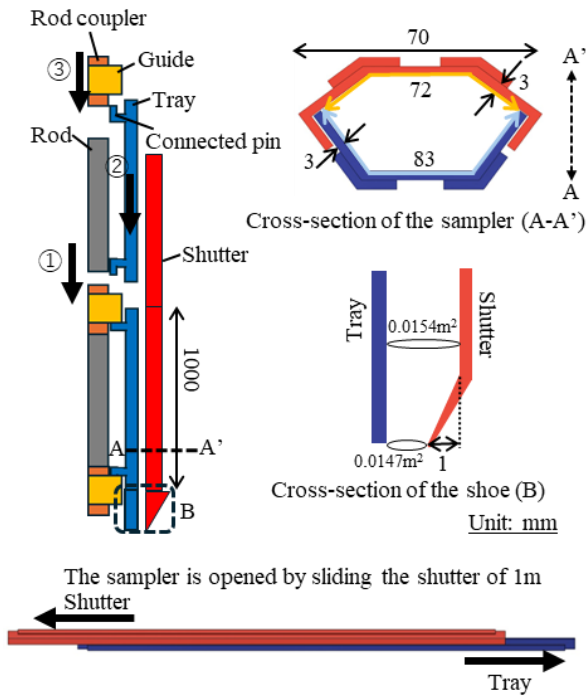 Rod coupler
③
Guide
Tray
Rod
Connected pin
②
①
Shutter
1000
A
A'
B
70
A'
72
3
3
83
A
Cross-section of the sampler (A-A')
Tray
Shutter
0.0154m²
0.0147m²
1
Cross-section of the shoe (B)
Unit: mm
The sampler is opened by sliding the shutter of 1m
Shutter
Tray